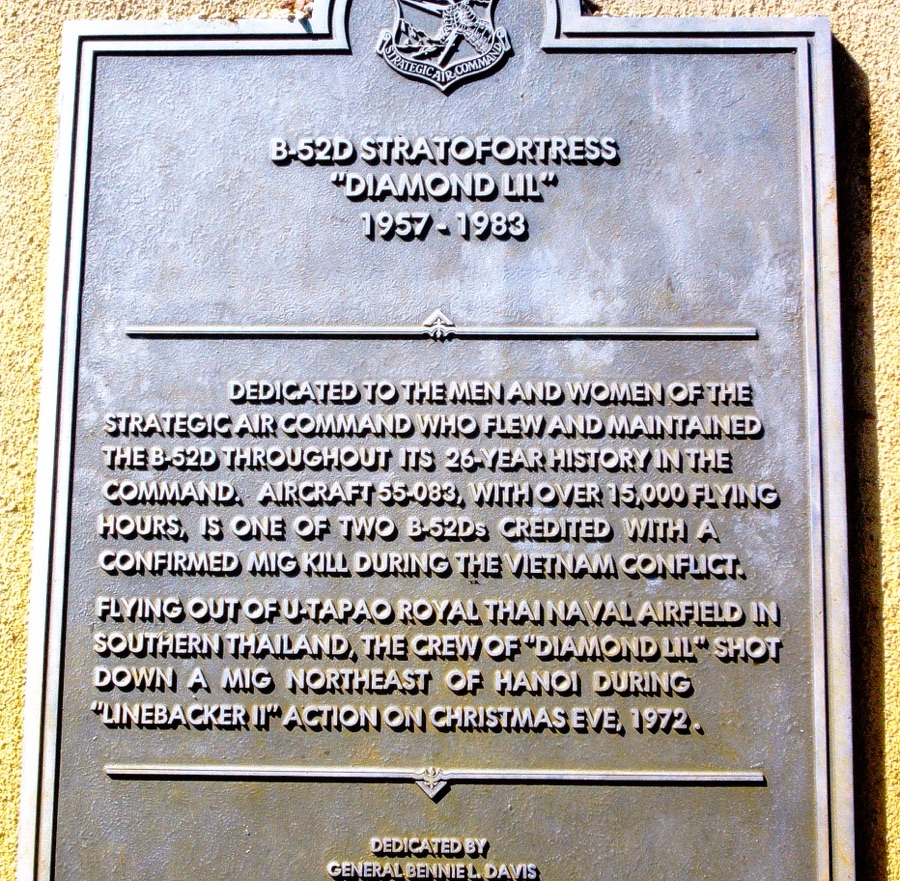 STRATEGIC AIR COMMAND
B-52D STRATOFORTRESS
"DIAMOND LIL"
1957 - 1983
DEDICATED TO THE MEN AND WOMEN OF THE
STRATEGIC AIR COMMAND WHO FLEW AND MAINTAINED
THE B-52D THROUGHOUT ITS 26-YEAR HISTORY IN THE
COMMAND. AIRCRAFT 55-083, WITH OVER 15,000 FLYING
HOURS, IS ONE OF TWO B-52Ds CREDITED WITH A
CONFIRMED MIG KILL DURING THE VIETNAM CONFLICT.
FLYING OUT OF U-TAPAO ROYAL THAI NAVAL AIRFIELD IN
SOUTHERN THAILAND, THE CREW OF "DIAMOND LIL" SHOT
DOWN A MIG NORTHEAST OF HANOI DURING
"LINEBACKER II" ACTION ON CHRISTMAS EVE, 1972.
DEDICATED BY
GENERAL BENNIE L. DAVIS